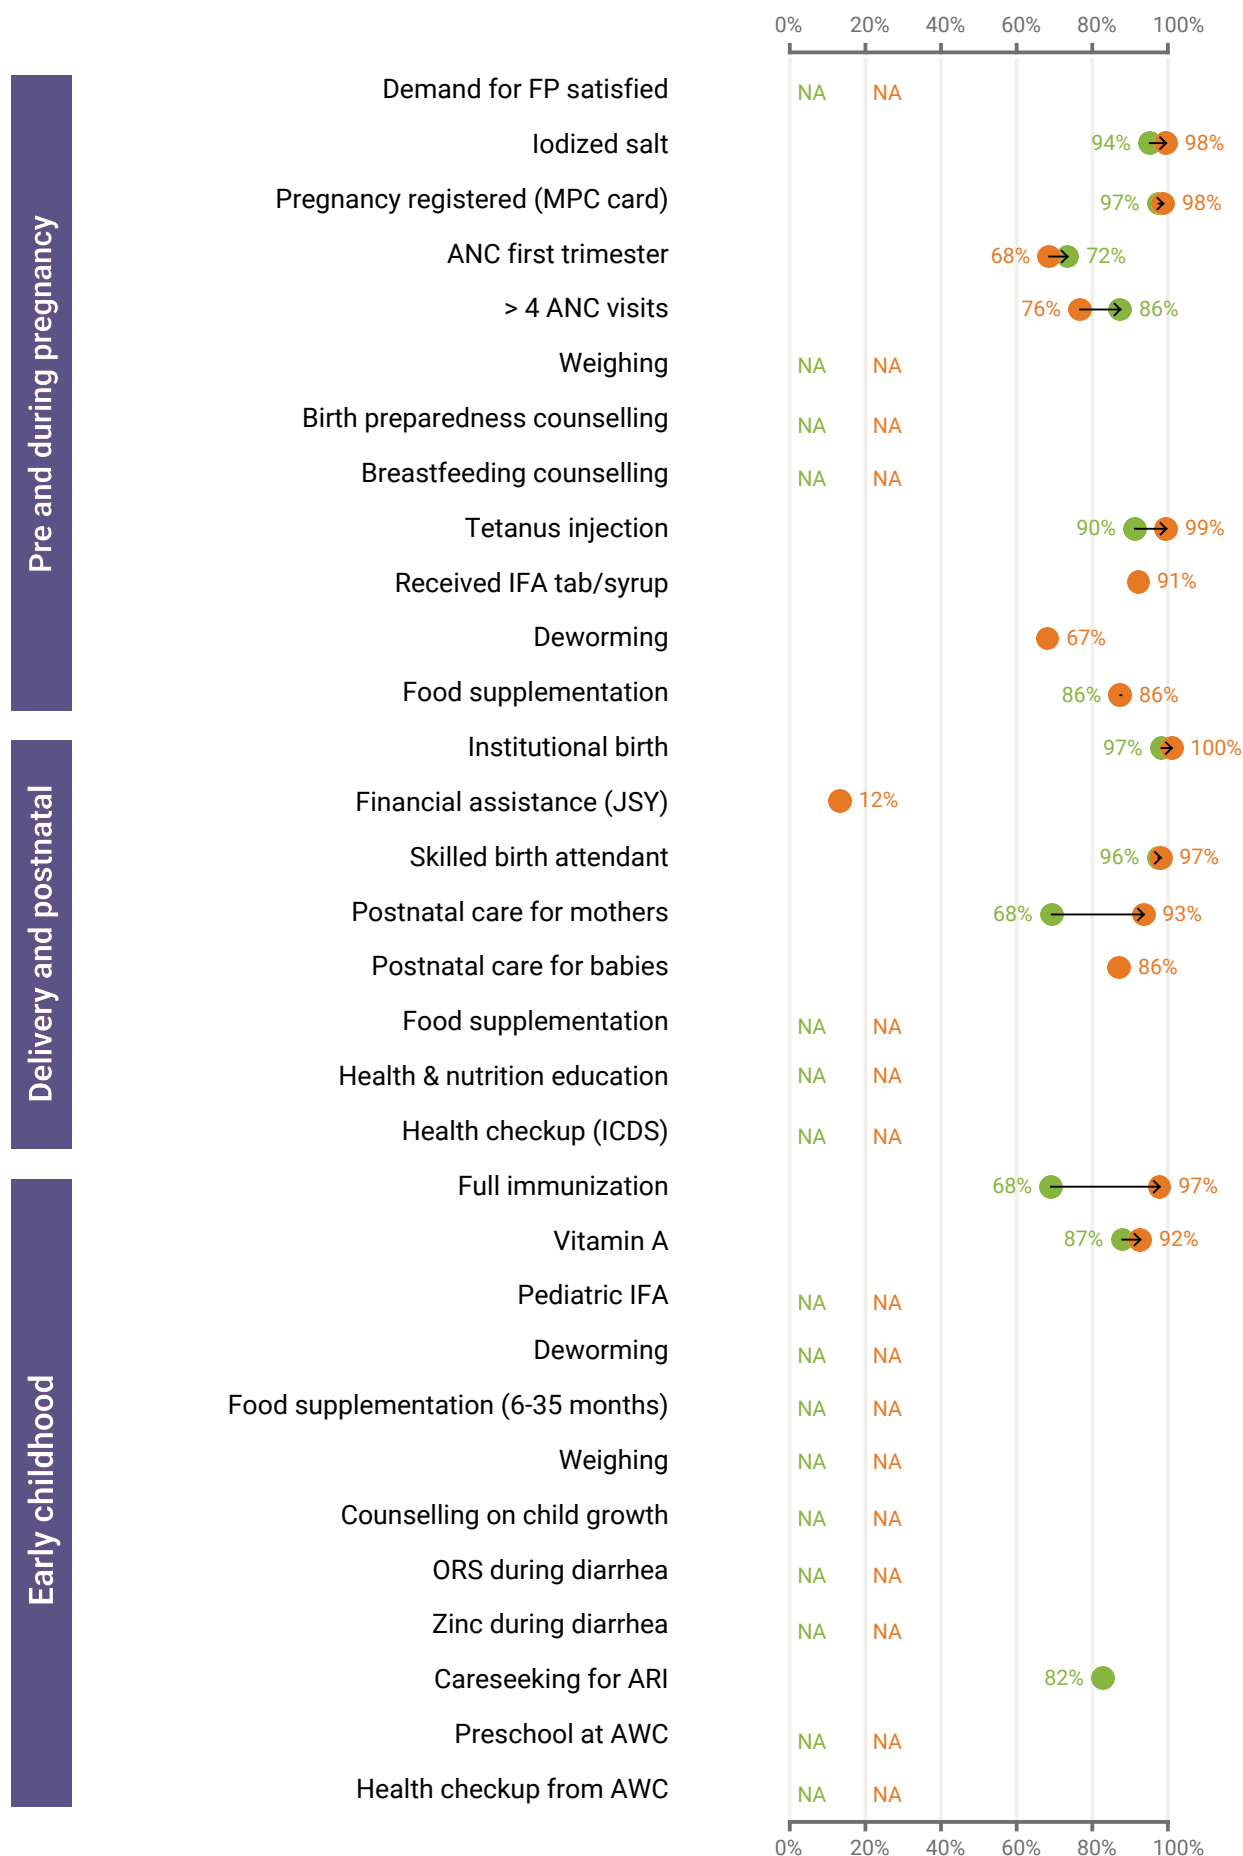 0% 20% 40% 60% 80% 100%
Pre and during pregnancy
Demand for FP satisfied NA NA
Iodized salt 94% 98%
Pregnancy registered (MPC card) 97% 98%
ANC first trimester 68% 72%
> 4 ANC visits 76% 86%
Weighing NA NA
Birth preparedness counselling NA NA
Breastfeeding counselling NA NA
Tetanus injection 90% 99%
Received IFA tab/syrup 91%
Deworming 67%
Food supplementation 86% 86%
Delivery and postnatal
Institutional birth 97% 100%
Financial assistance (JSY) 12%
Skilled birth attendant 96% 97%
Postnatal care for mothers 68% 93%
Postnatal care for babies 86%
Food supplementation NA NA
Health & nutrition education NA NA
Health checkup (ICDS) NA NA
Early childhood
Full immunization 68% 97%
Vitamin A 87% 92%
Pediatric IFA NA NA
Deworming NA NA
Food supplementation (6-35 months) NA NA
Weighing NA NA
Counselling on child growth NA NA
ORS during diarrhea NA NA
Zinc during diarrhea NA NA
Careseeking for ARI 82%
Preschool at AWC NA NA
Health checkup from AWC NA NA
0% 20% 40% 60% 80% 100%